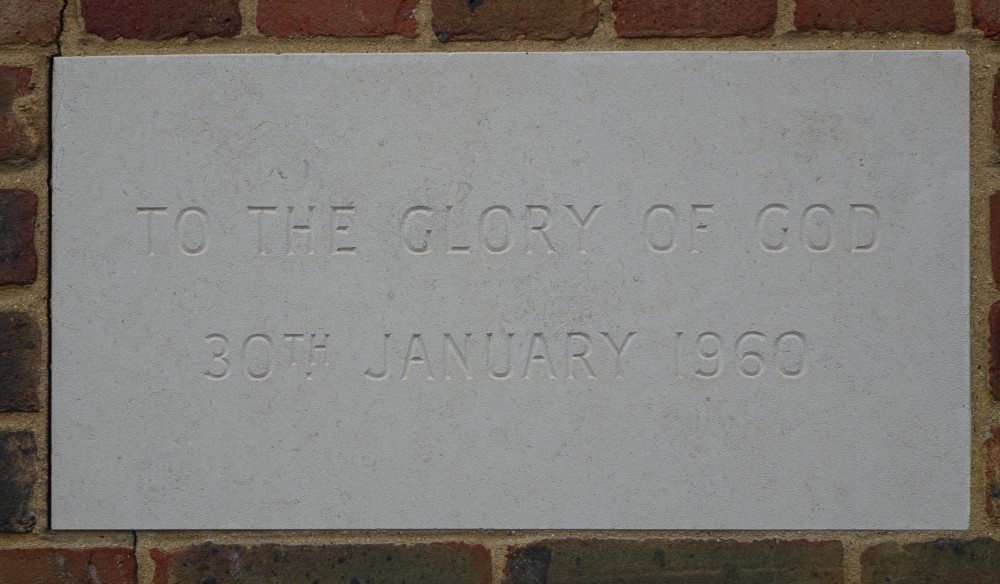 TO THE GLORY OF GOD
30TH JANUARY 1960